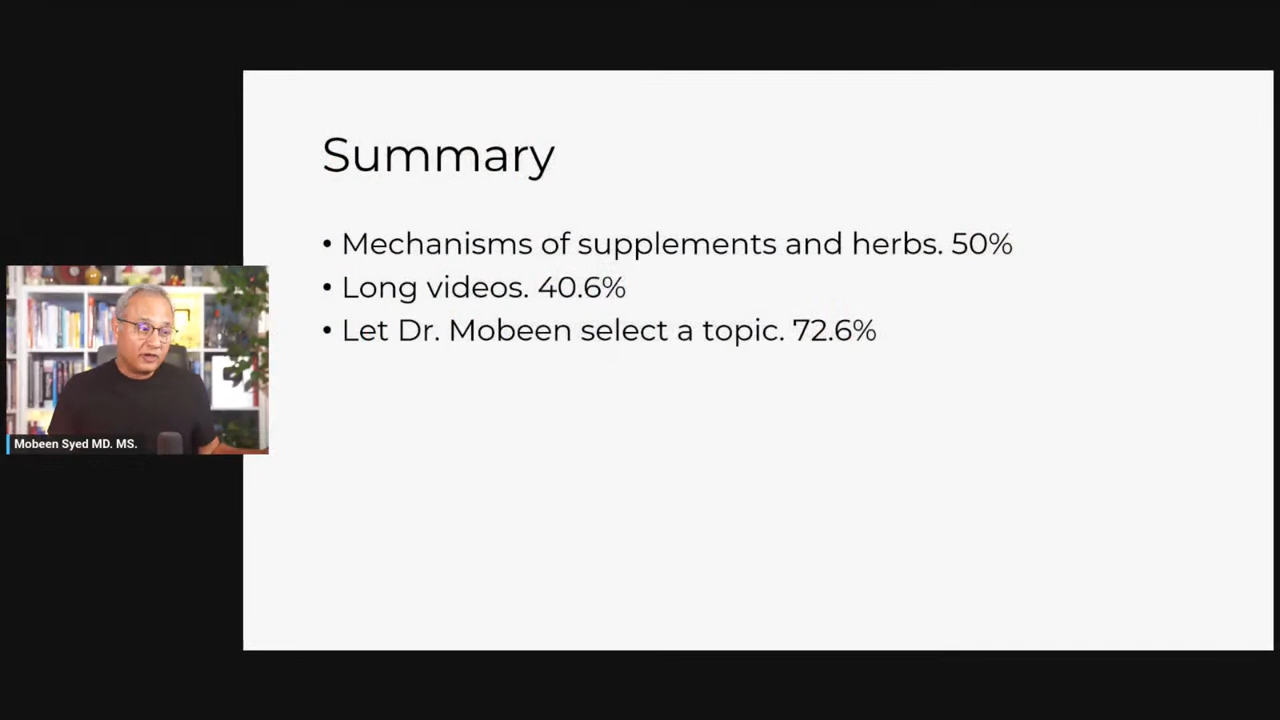 Summary
• Mechanisms of supplements and herbs. 50%
• Long videos. 40.6%
• Let Dr. Mobeen select a topic. 72.6%
Mobeen Syed MD. MS.